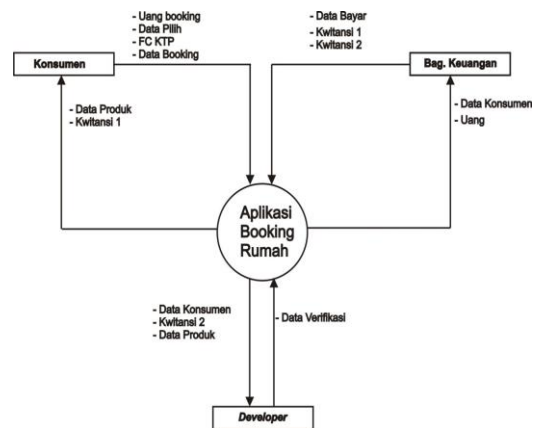 - Uang booking
- Data Pilih
- FC KTP
- Data Booking
- Data Bayar
- Kwitansi 1
- Kwitansi 2
Konsumen
Bag. Keuangan
- Data Produk
- Kwitansi 1
- Data Konsumen
- Uang
Aplikasi
Booking
Rumah
- Data Konsumen
- Kwitansi 2
- Data Produk
- Data Verifikasi
Developer